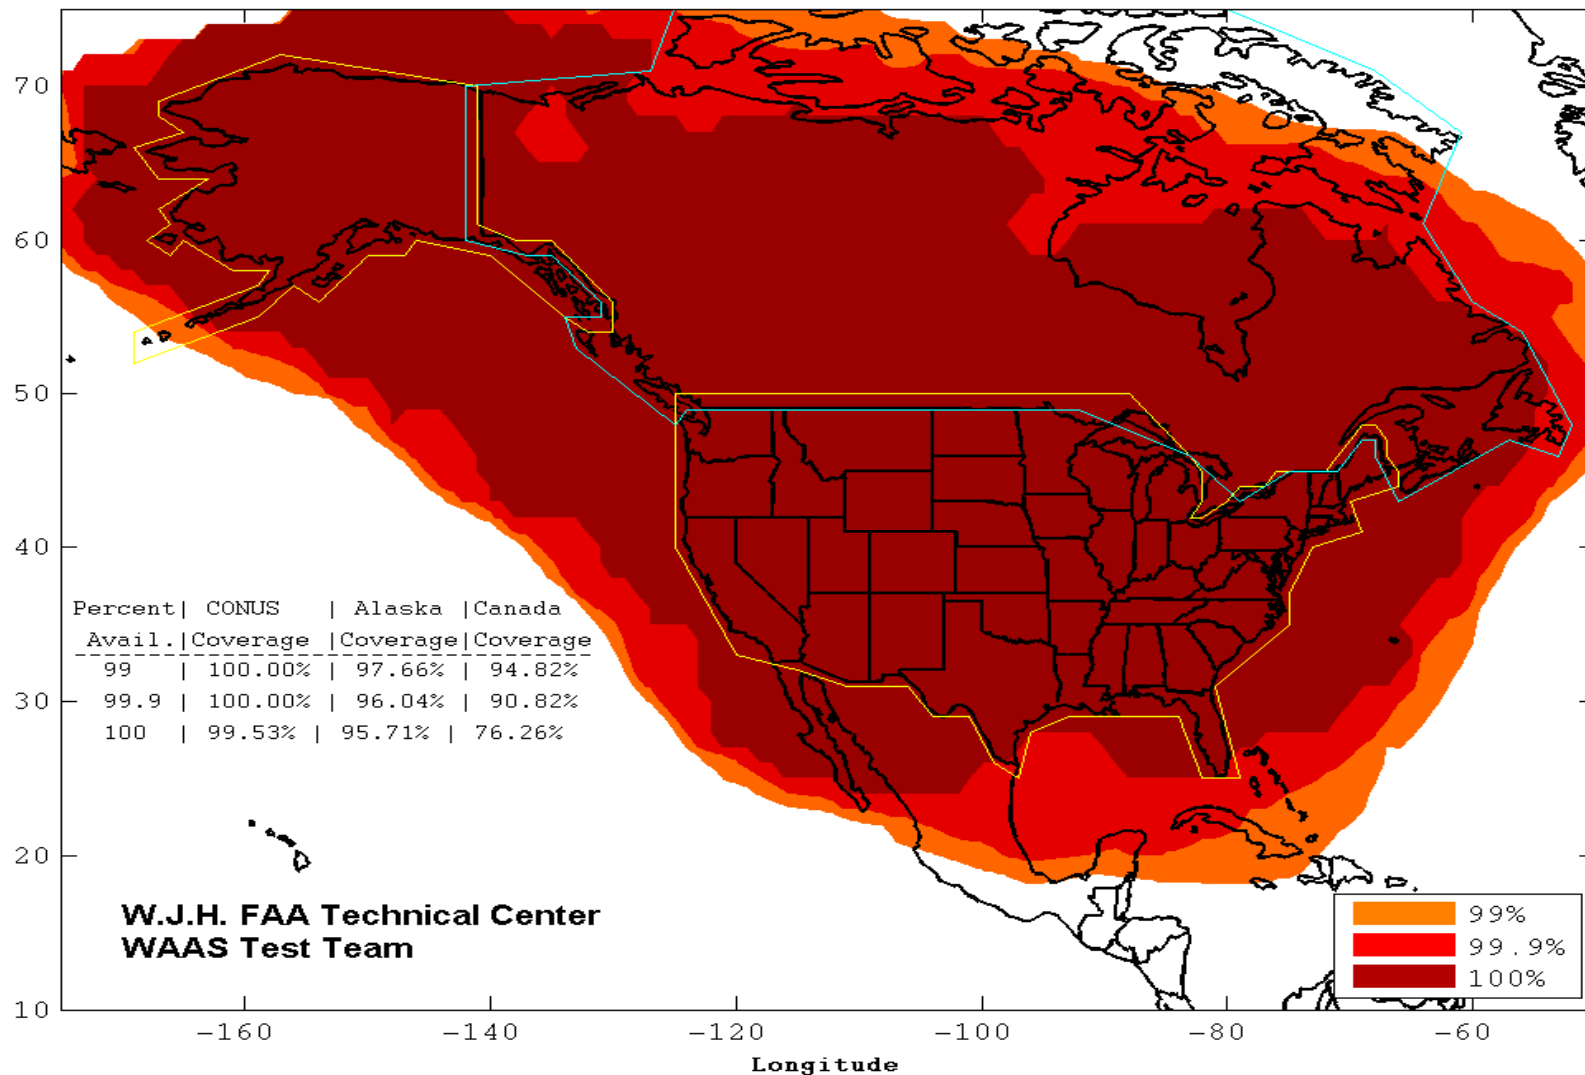 70
60
50
40
30
20
10
Percent| CONUS | Alaska |Canada
Avail.|Coverage |Coverage|Coverage
99 | 100.00% | 97.66% | 94.82%
99.9 | 100.00% | 96.04% | 90.82%
100 | 99.53% | 95.71% | 76.26%
W.J.H. FAA Technical Center
WAAS Test Team
99%
99.9%
100%
-160 -140 -120 -100 -80 -60
Longitude